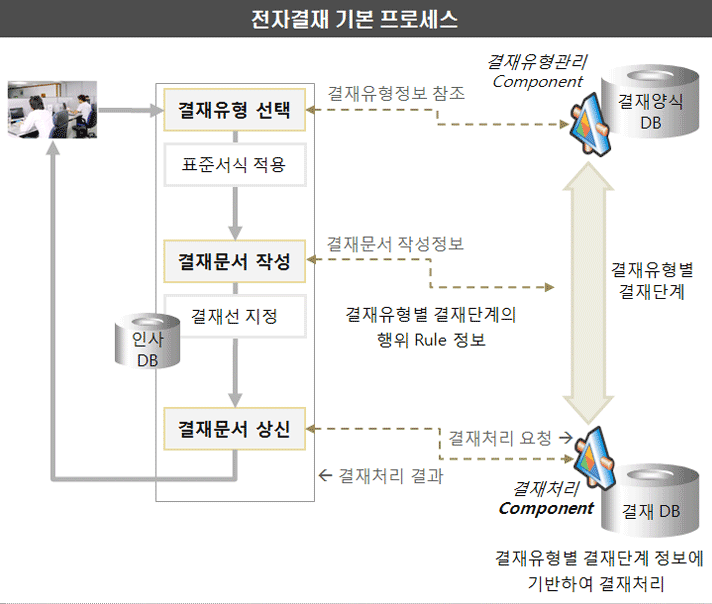 전자결재 기본 프로세스
결재유형관리
Component
결재양식
DB
결재유형 선택
결재유형정보 참조
표준서식 적용
결재문서 작성
결재문서 작성정보
결재유형별
결재단계
결재선 지정
결재유형별 결재단계의
행위 Rule 정보
인사
DB
결재문서 상신
결재처리 요청 →
← 결재처리 결과
결재처리
Component
결재 DB
결재유형별 결재단계 정보에
기반하여 결재처리